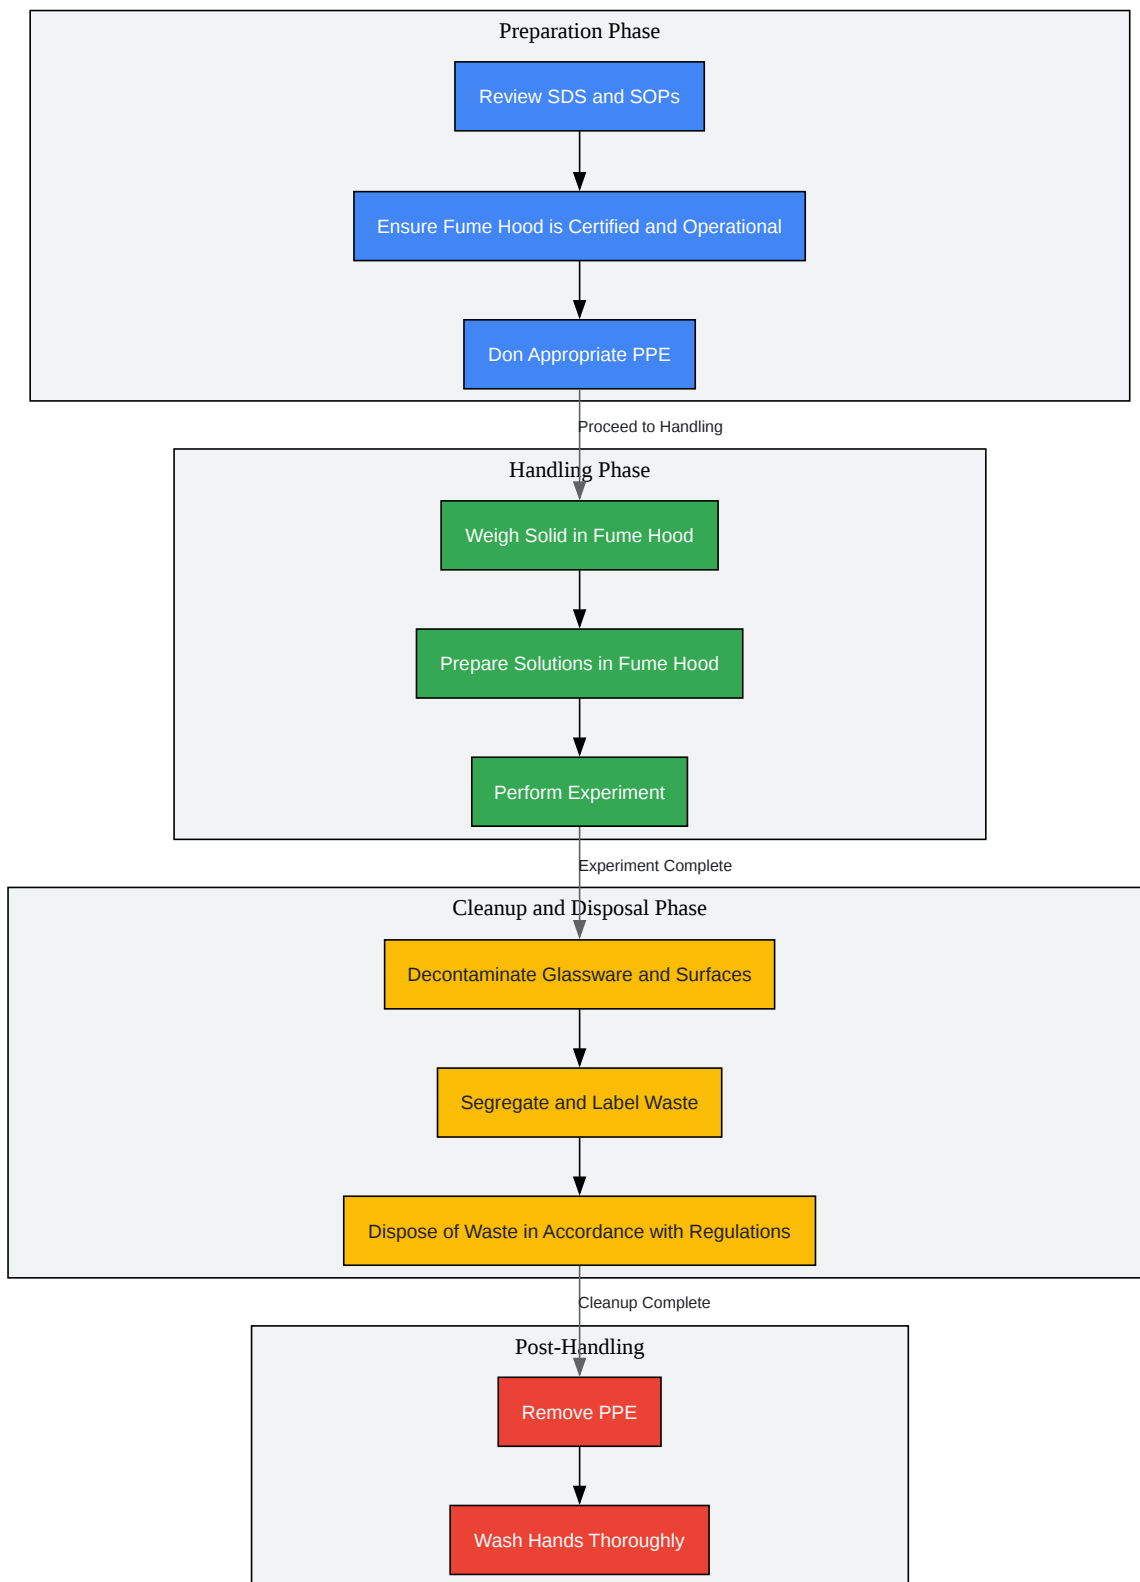 Preparation Phase
Review SDS and SOPs
Ensure Fume Hood is Certified and Operational
Don Appropriate PPE
Proceed to Handling
Handling Phase
Weigh Solid in Fume Hood
Prepare Solutions in Fume Hood
Perform Experiment
Experiment Complete
Cleanup and Disposal Phase
Decontaminate Glassware and Surfaces
Segregate and Label Waste
Dispose of Waste in Accordance with Regulations
Cleanup Complete
Post-Handling
Remove PPE
Wash Hands Thoroughly